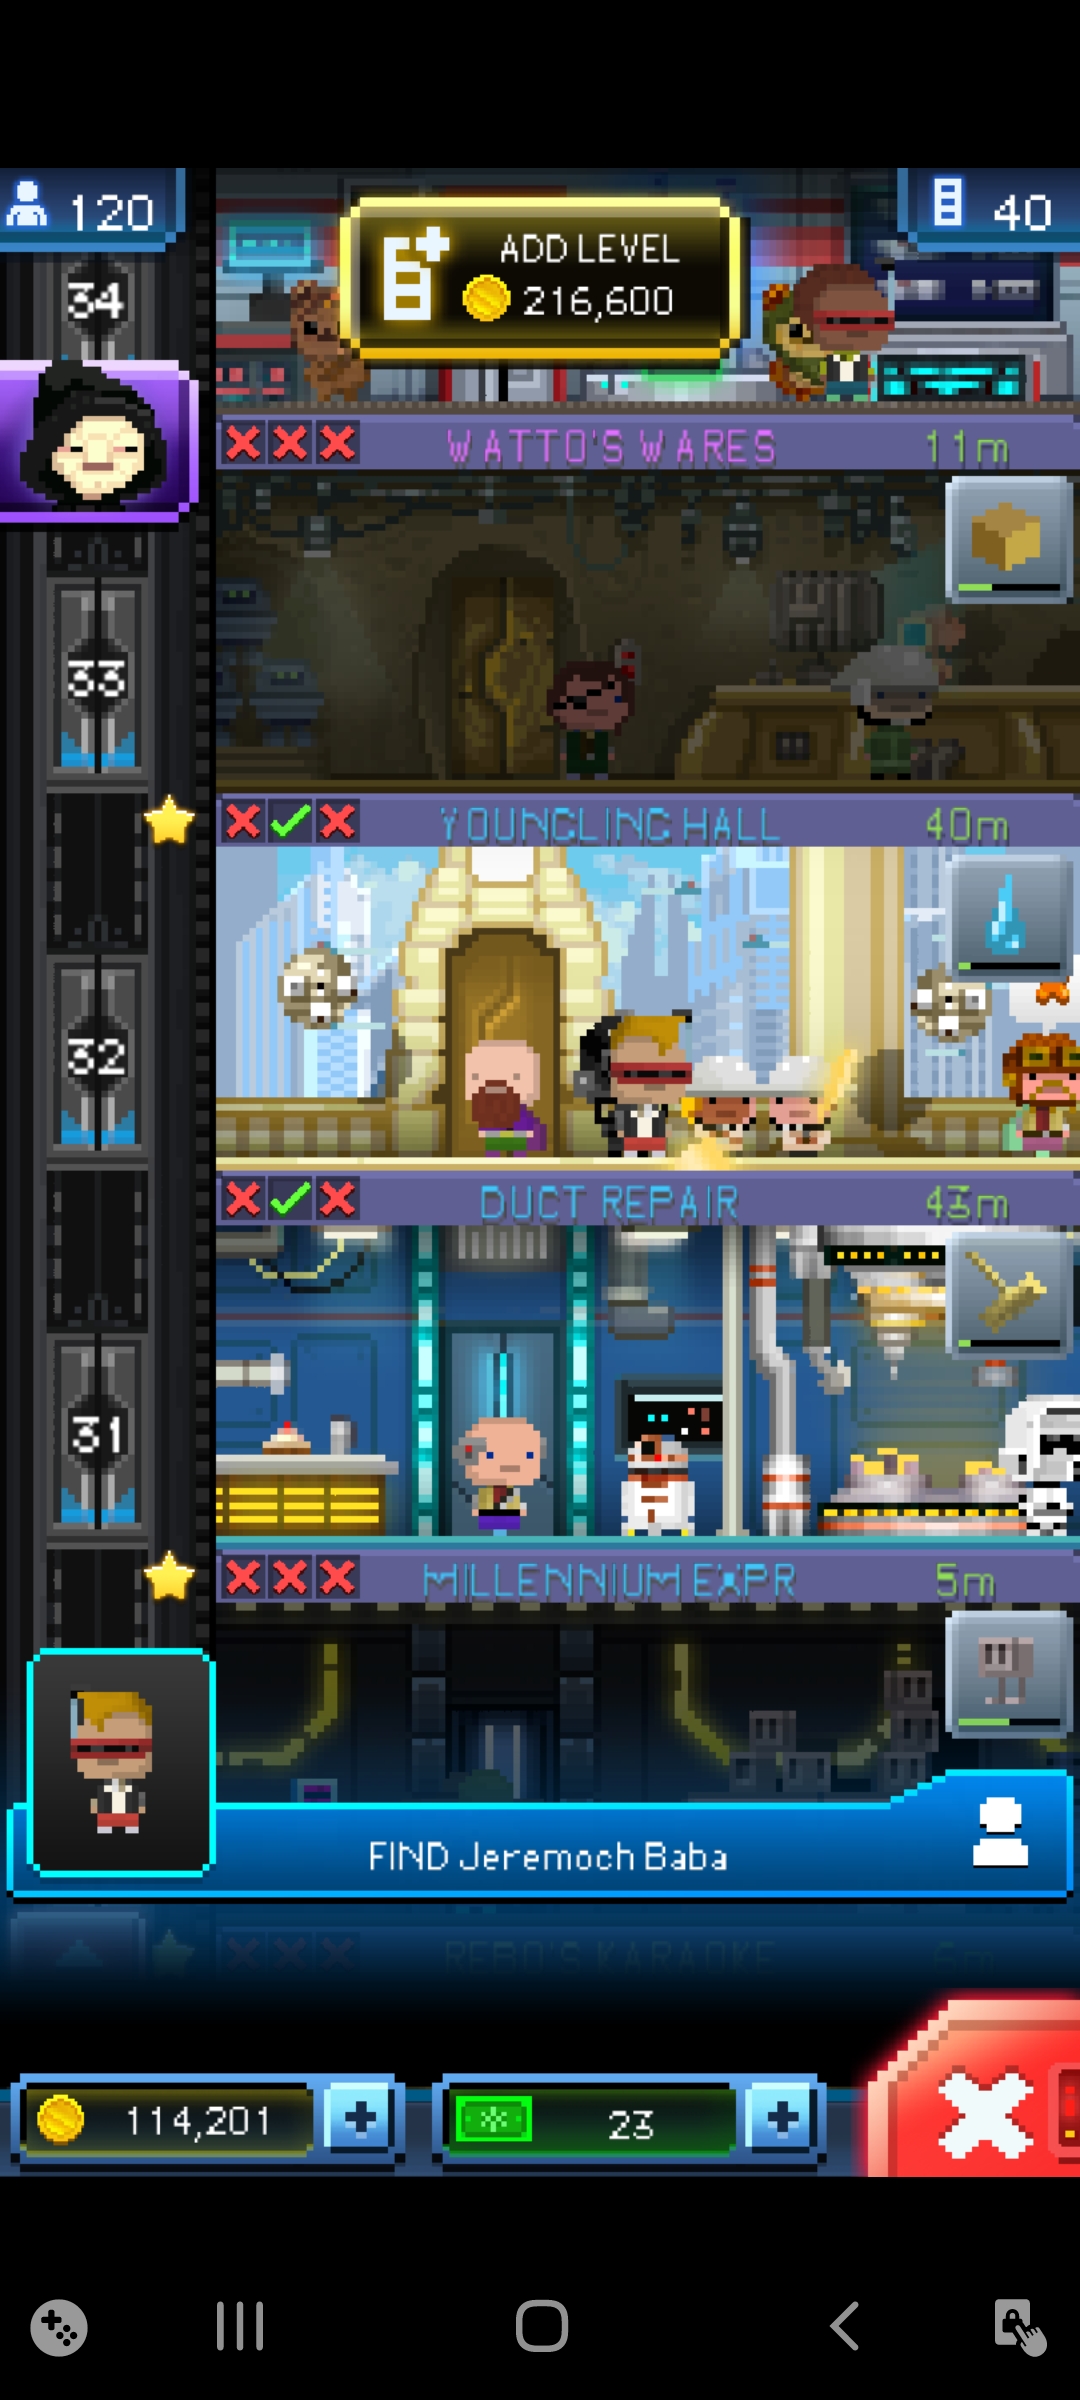 120
40
ADD LEVEL
216,600
34
WATTO'S WARES 11m
33
YOUNGLING HALL 40m
32
DUCT REPAIR 43m
31
MILLENNIUM EXPR 5m
FIND Jeremoch Baba
REBO'S KARAOKE 6m
114,201
23